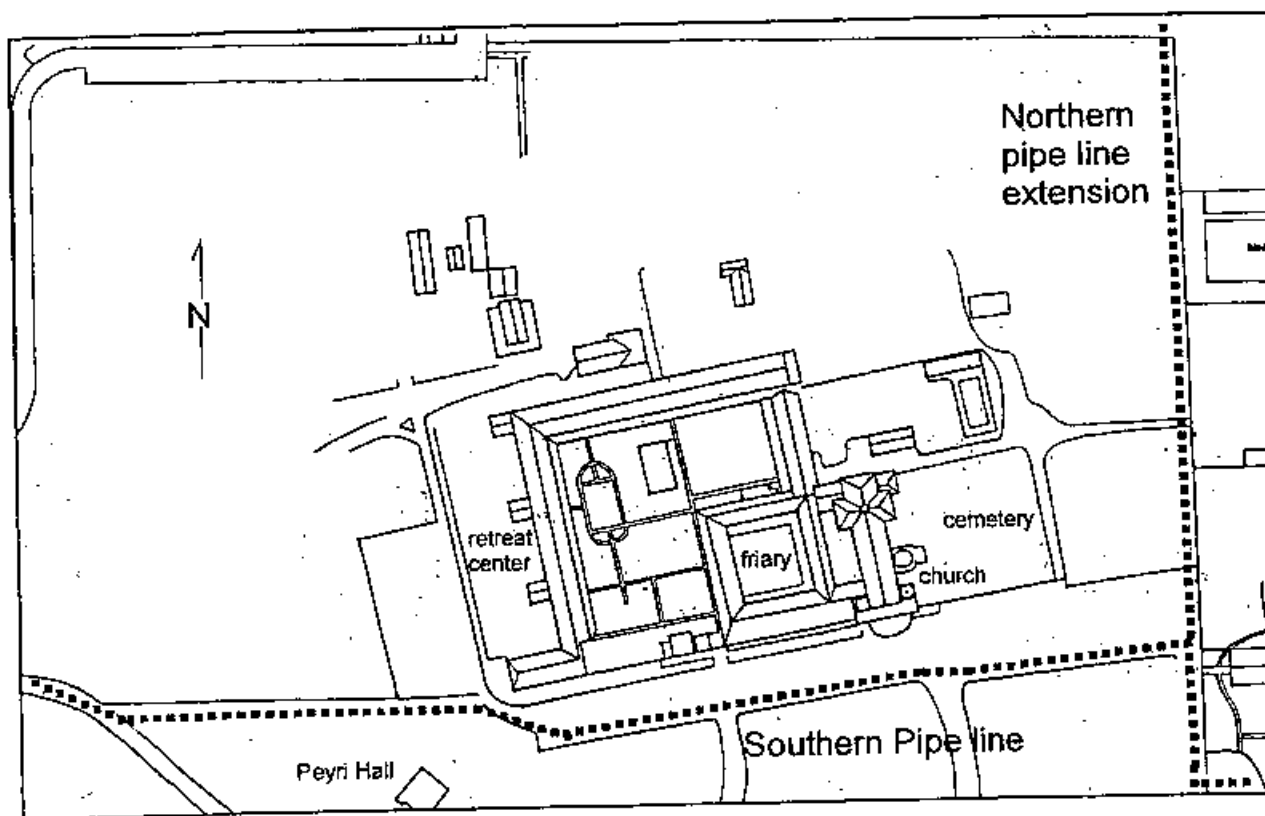 Northern
pipe line
extension
N
retreat
center
friary
cemetery
church
Southern Pipe line
Peyri Hall